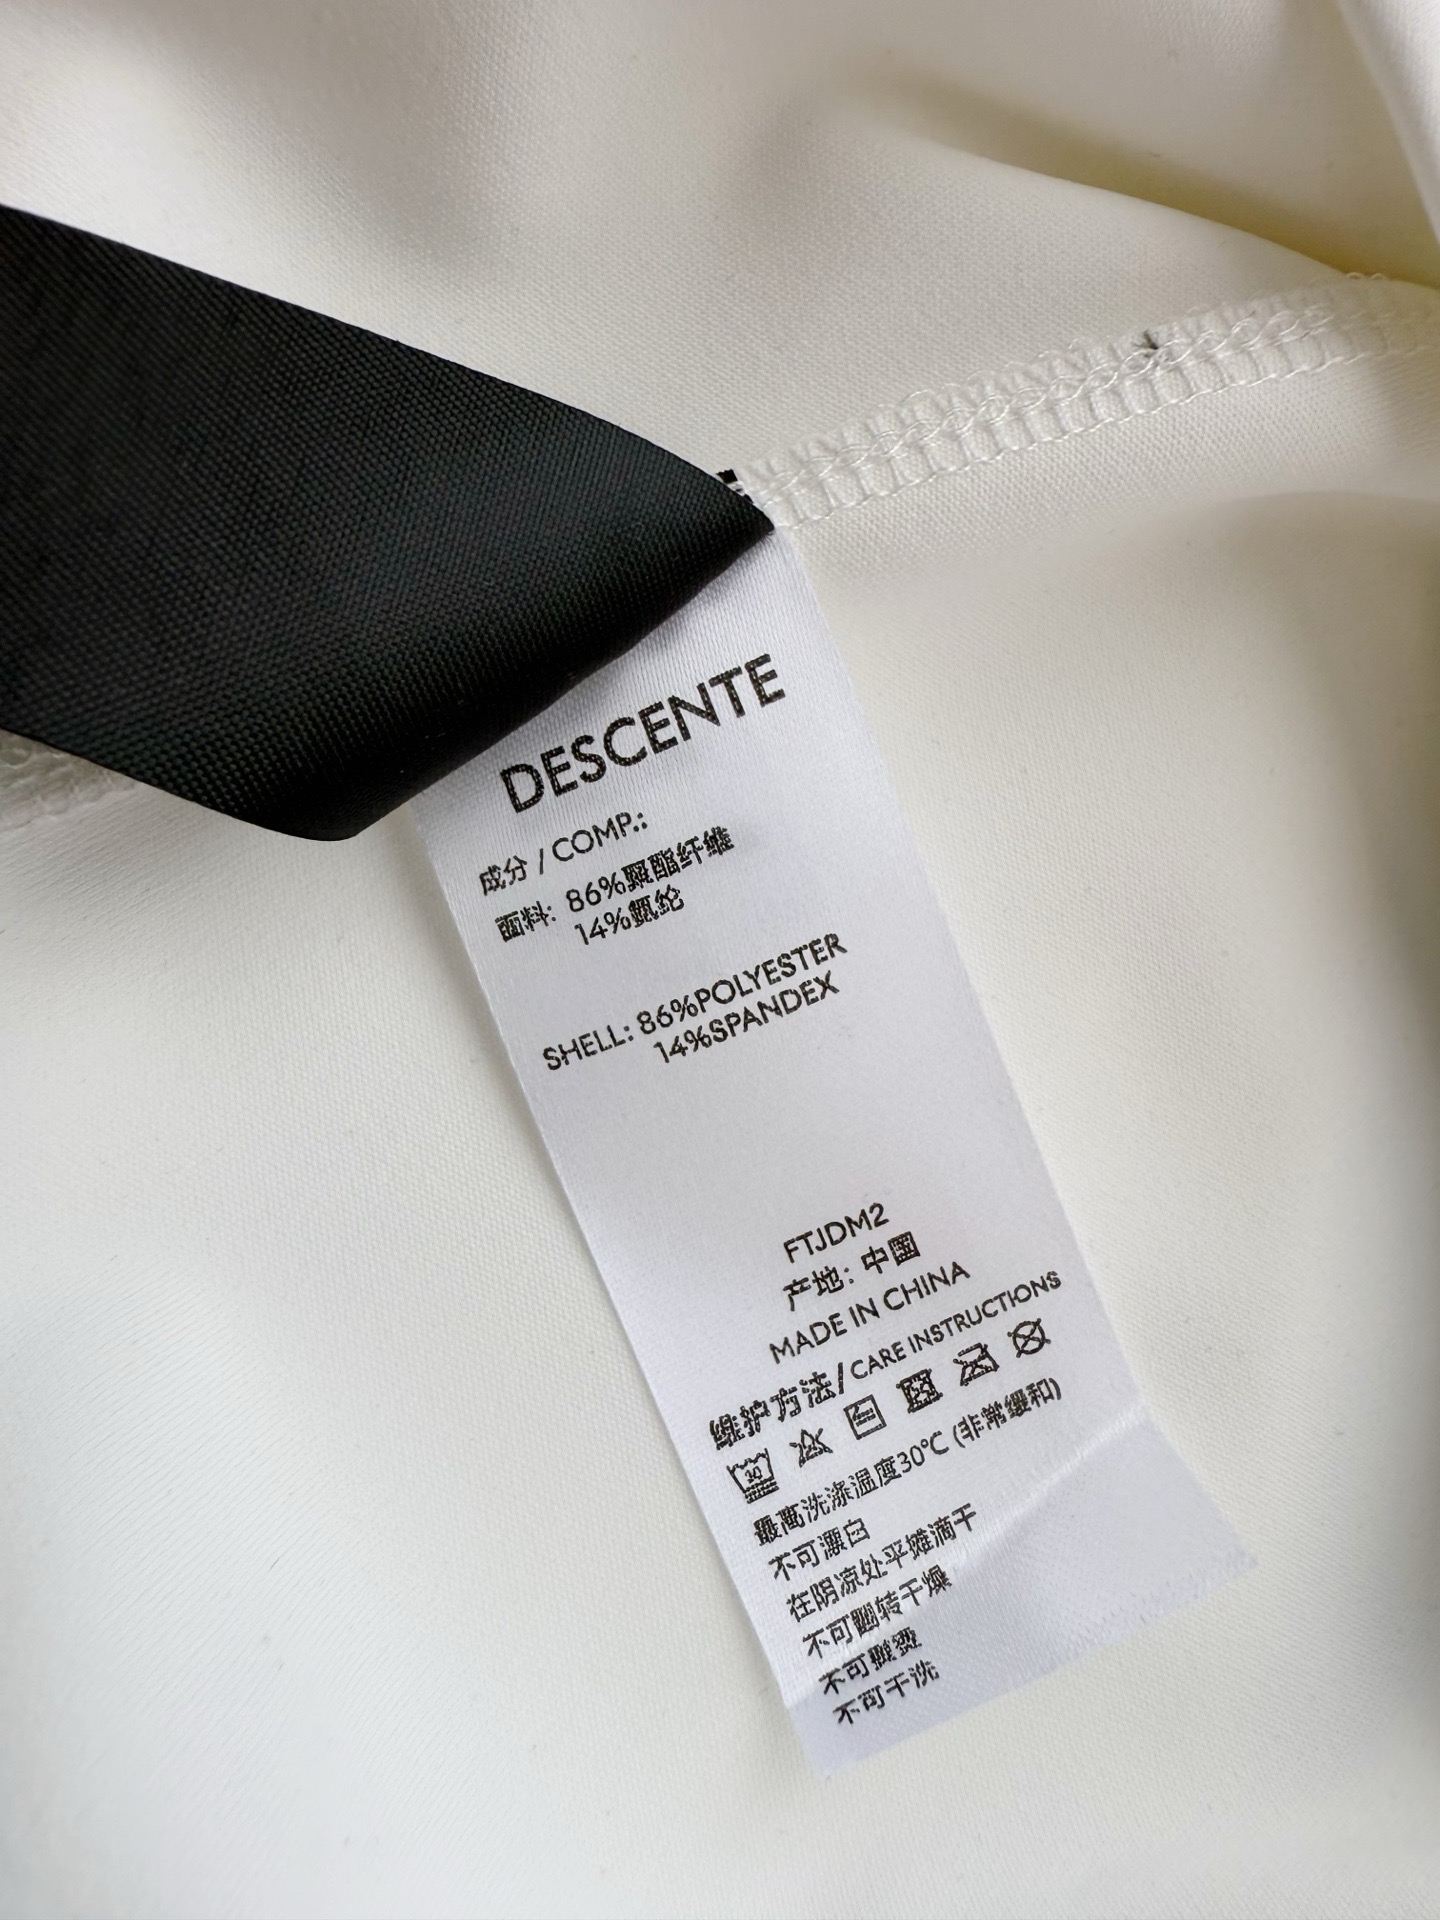 DESCENTE
成分 / COMP.:
面料: 86%聚酯纤维
14%氨纶
SHELL: 86%POLYESTER
14%SPANDEX
FTJDM2
产地: 中国
MADE IN CHINA
维护方法/CARE INSTRUCTIONS
30
最高洗涤温度30℃ (非常缓和)
不可漂白
在阴凉处平摊滴干
不可翻转干燥
不可熨烫
不可干洗